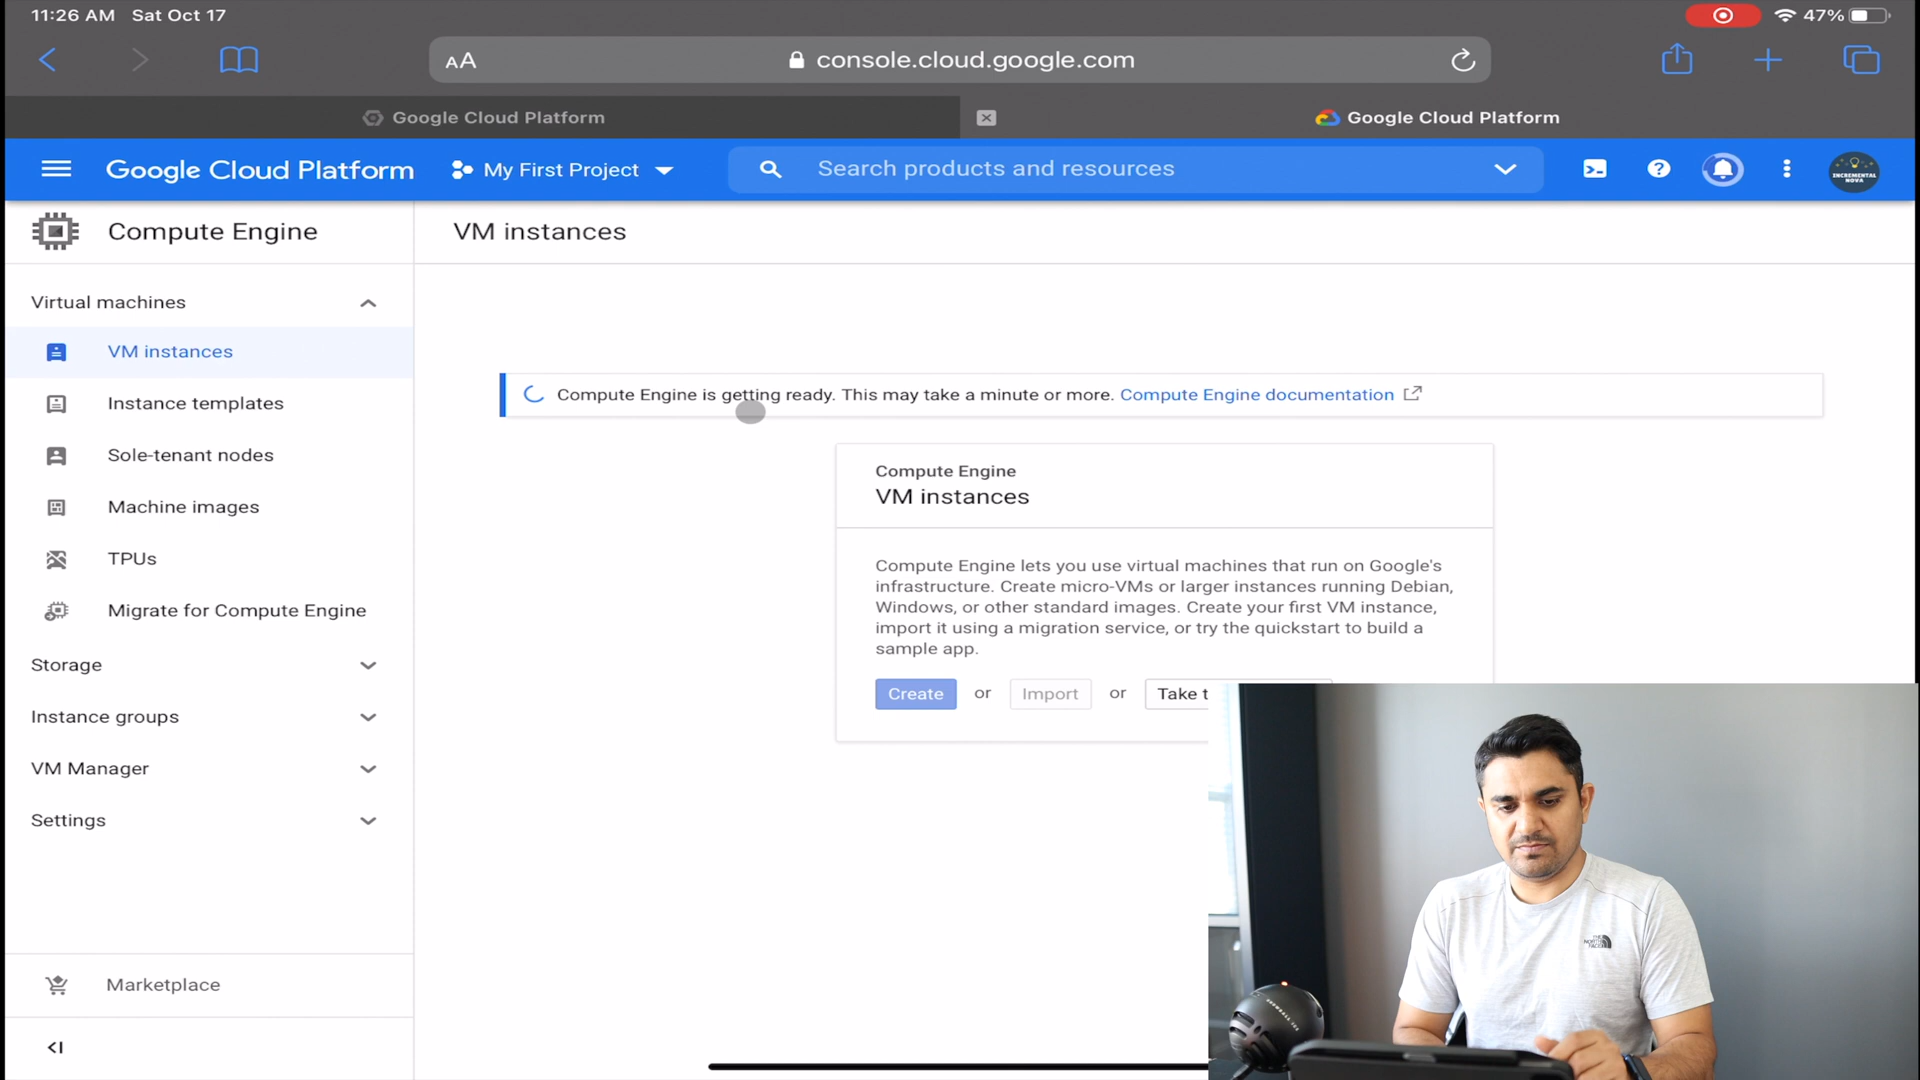 11:26 AM Sat Oct 17
47%
AA
console.cloud.google.com
Google Cloud Platform
Google Cloud Platform
Google Cloud Platform
My First Project
Search products and resources
INCREMENTAL
NOVA
Compute Engine
VM instances
Virtual machines
VM instances
Instance templates
Sole-tenant nodes
Machine images
TPUs
Migrate for Compute Engine
Storage
Instance groups
VM Manager
Settings
Marketplace
Compute Engine is getting ready. This may take a minute or more. Compute Engine documentation
Compute Engine
VM instances
Compute Engine lets you use virtual machines that run on Google's
infrastructure. Create micro-VMs or larger instances running Debian,
Windows, or other standard images. Create your first VM instance,
import it using a migration service, or try the quickstart to build a
sample app.
Create or Import or Take t
THE
NORTH
FACE